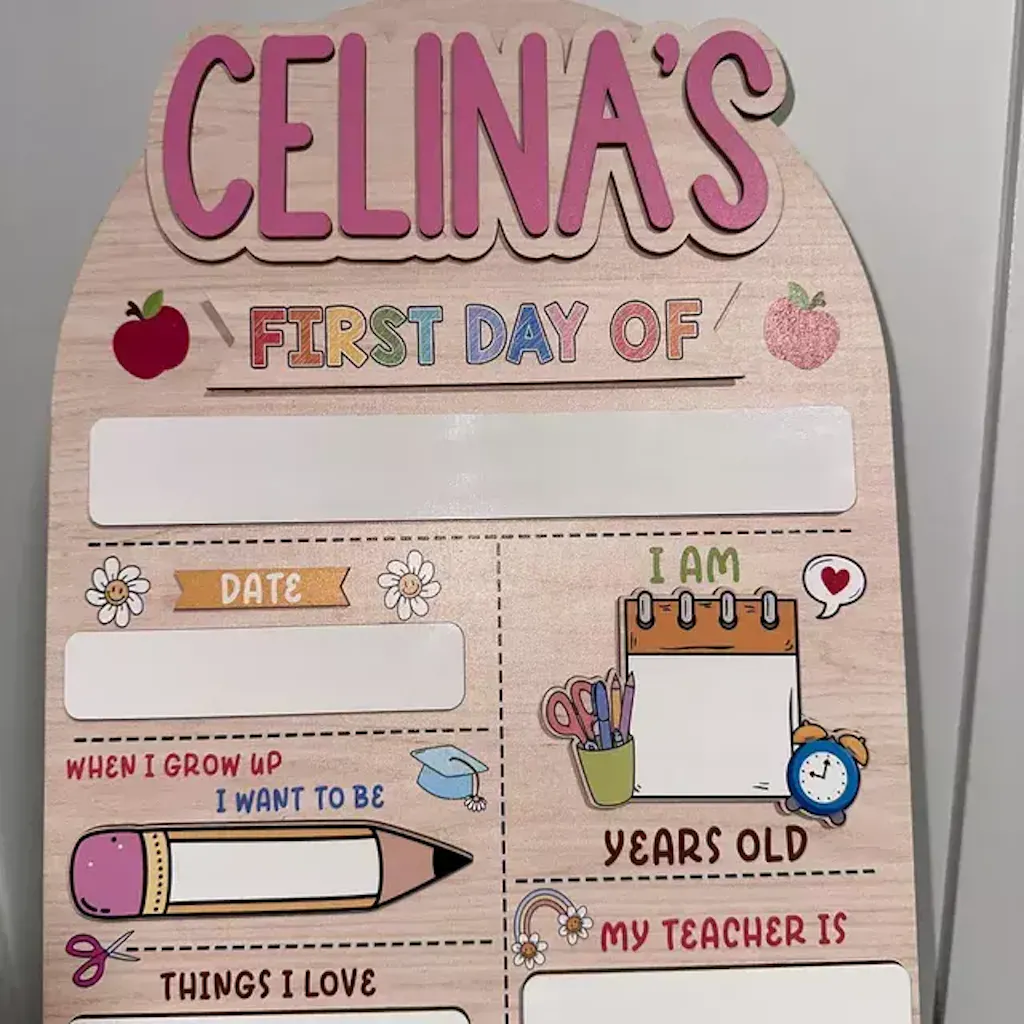 CELINA'S
FIRST DAY OF
DATE
I AM
YEARS OLD
WHEN I GROW UP
I WANT TO BE
MY TEACHER IS
THINGS I LOVE